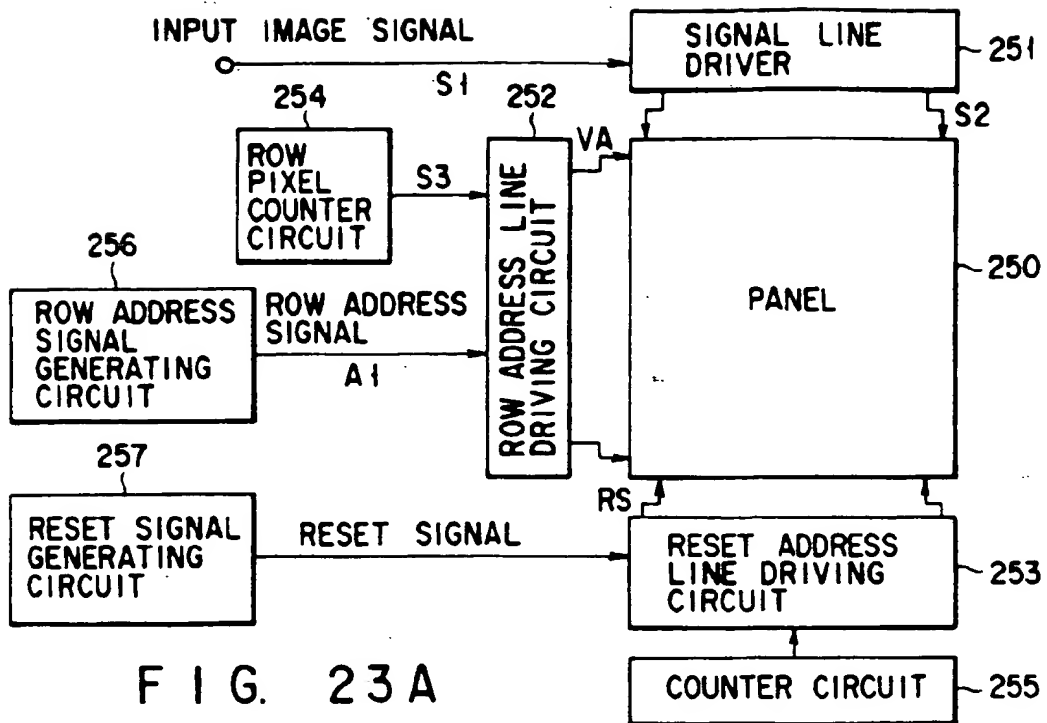 INPUT IMAGE SIGNAL
S1
SIGNAL LINE
DRIVER
251
S2
254
252
VA
ROW
PIXEL
COUNTER
CIRCUIT
S3
ROW ADDRESS LINE
DRIVING CIRCUIT
PANEL
250
256
ROW ADDRESS
SIGNAL
GENERATING
CIRCUIT
ROW ADDRESS
SIGNAL
A1
257
RESET SIGNAL
GENERATING
CIRCUIT
RESET SIGNAL
RS
RESET ADDRESS
LINE DRIVING
CIRCUIT
253
COUNTER CIRCUIT
255
FIG. 23A